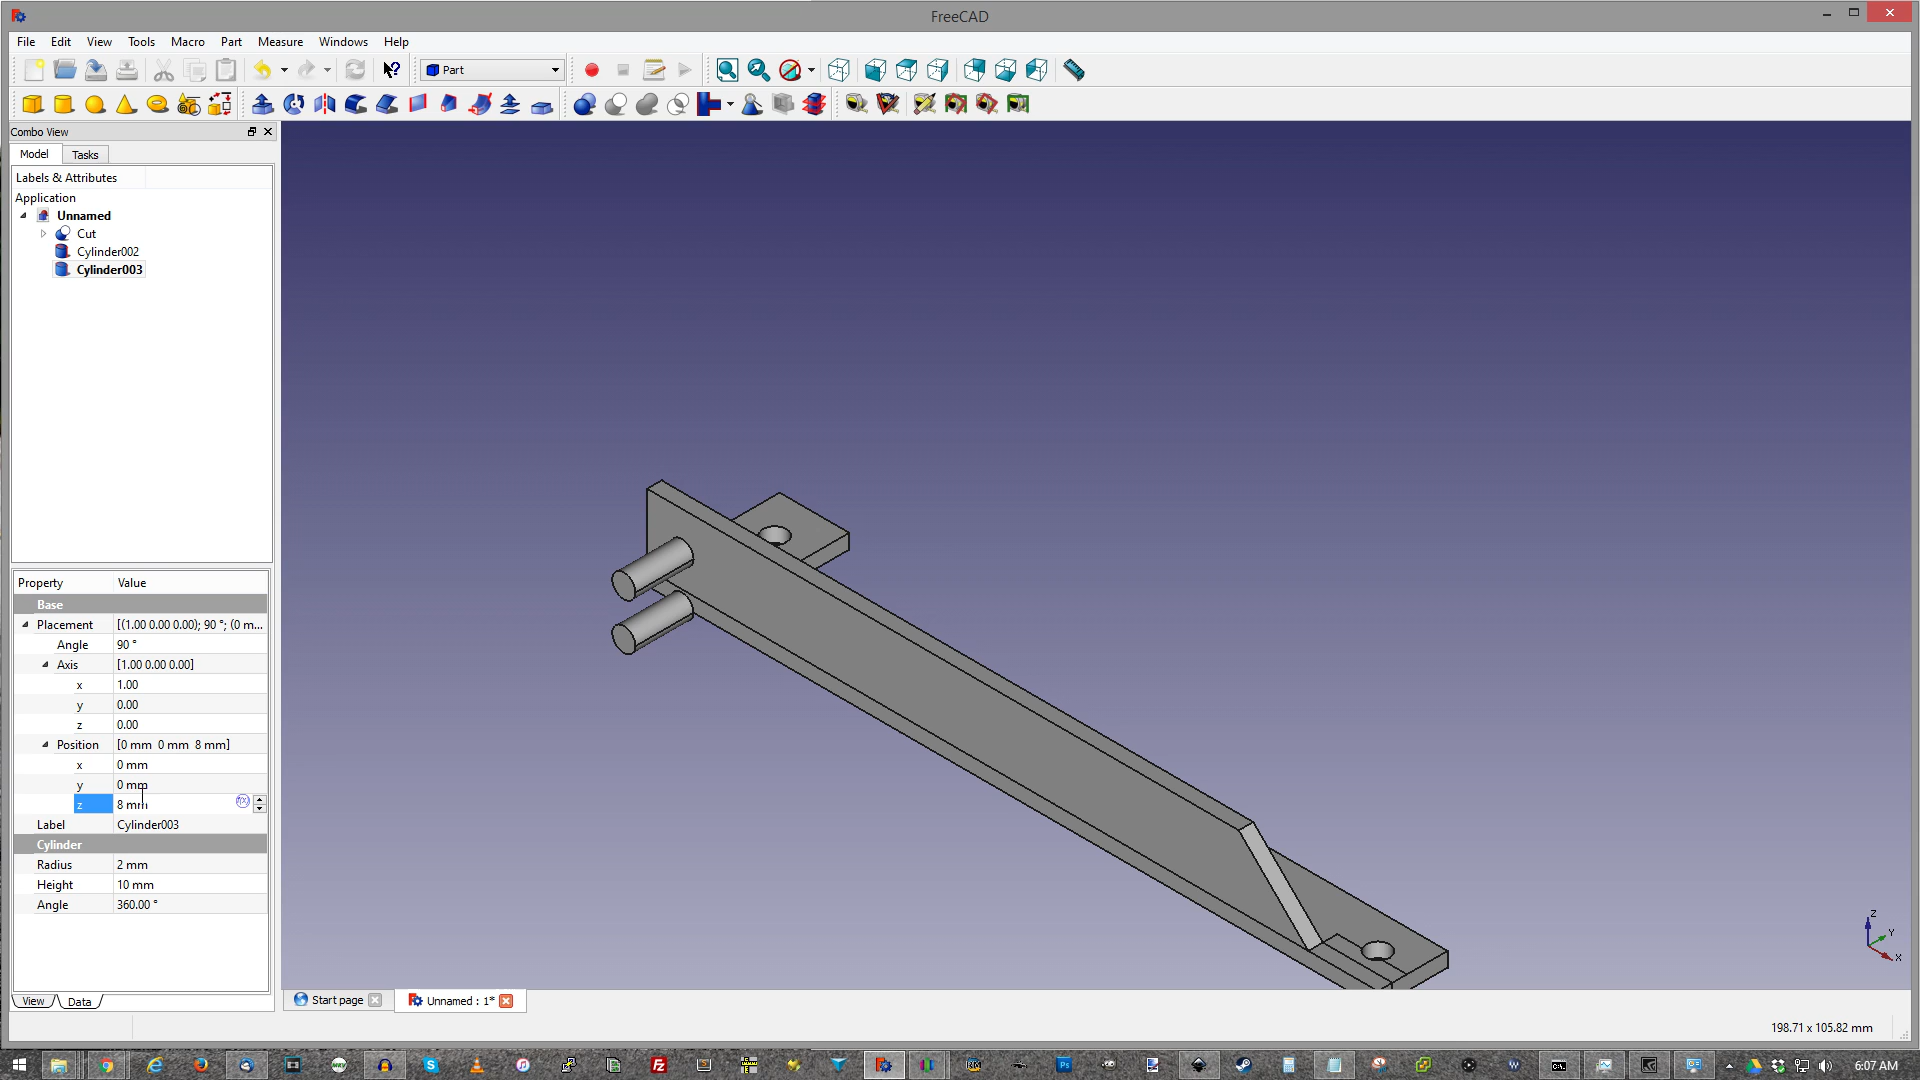 FreeCAD
File Edit View Tools Macro Part Measure Windows Help
Part
Combo View
Model Tasks
Labels & Attributes
Application
Unnamed
Cut
Cylinder002
Cylinder003
Property Value
Base
Placement [(1.00 0.00 0.00); 90 °; (0 m...
Angle 90 °
Axis [1.00 0.00 0.00]
x 1.00
y 0.00
z 0.00
Position [0 mm 0 mm 8 mm]
x 0 mm
y 0 mm
z 8 mm
Label Cylinder003
Cylinder
Radius 2 mm
Height 10 mm
Angle 360.00 °
View Data
Z
Y
X
Start page Unnamed : 1*
198.71 x 105.82 mm
6:07 AM